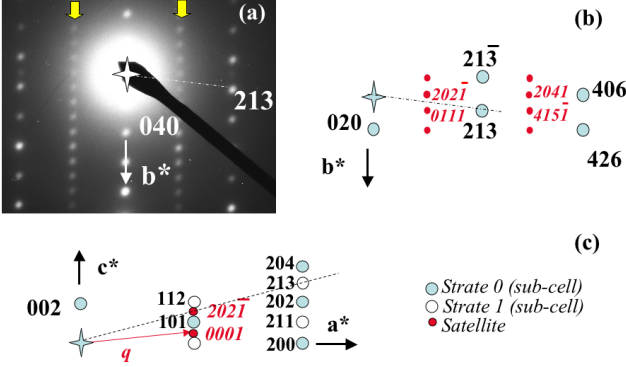 (a)
213
040
b*
(b)
213̅
2021̅
2041
406
0111
4151̅
020
213
b*
426
(c)
c*
204
213
112
2021̅
202
002
101
0001
211
a*
q
200
Strate 0 (sub-cell)
Strate 1 (sub-cell)
Satellite